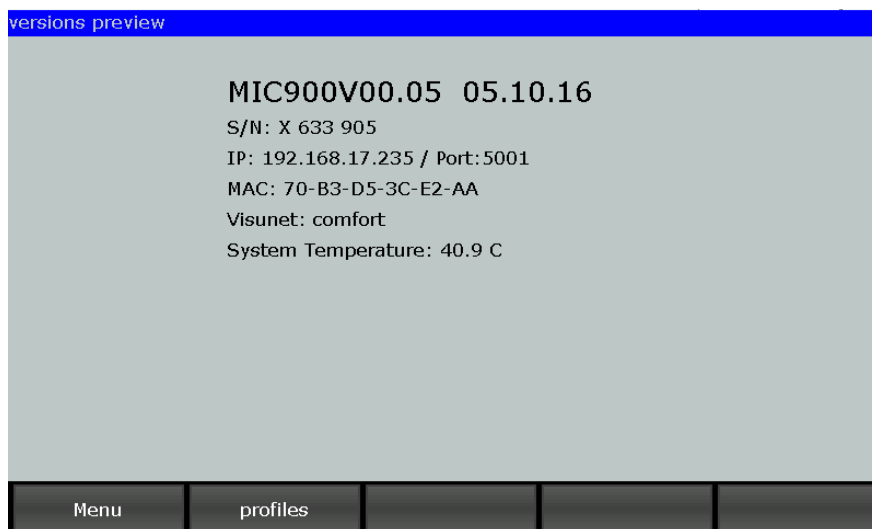 versions preview
MIC900V00.05 05.10.16
S/N: X 633 905
IP: 192.168.17.235 / Port:5001
MAC: 70-B3-D5-3C-E2-AA
Visunet: comfort
System Temperature: 40.9 C
Menu profiles